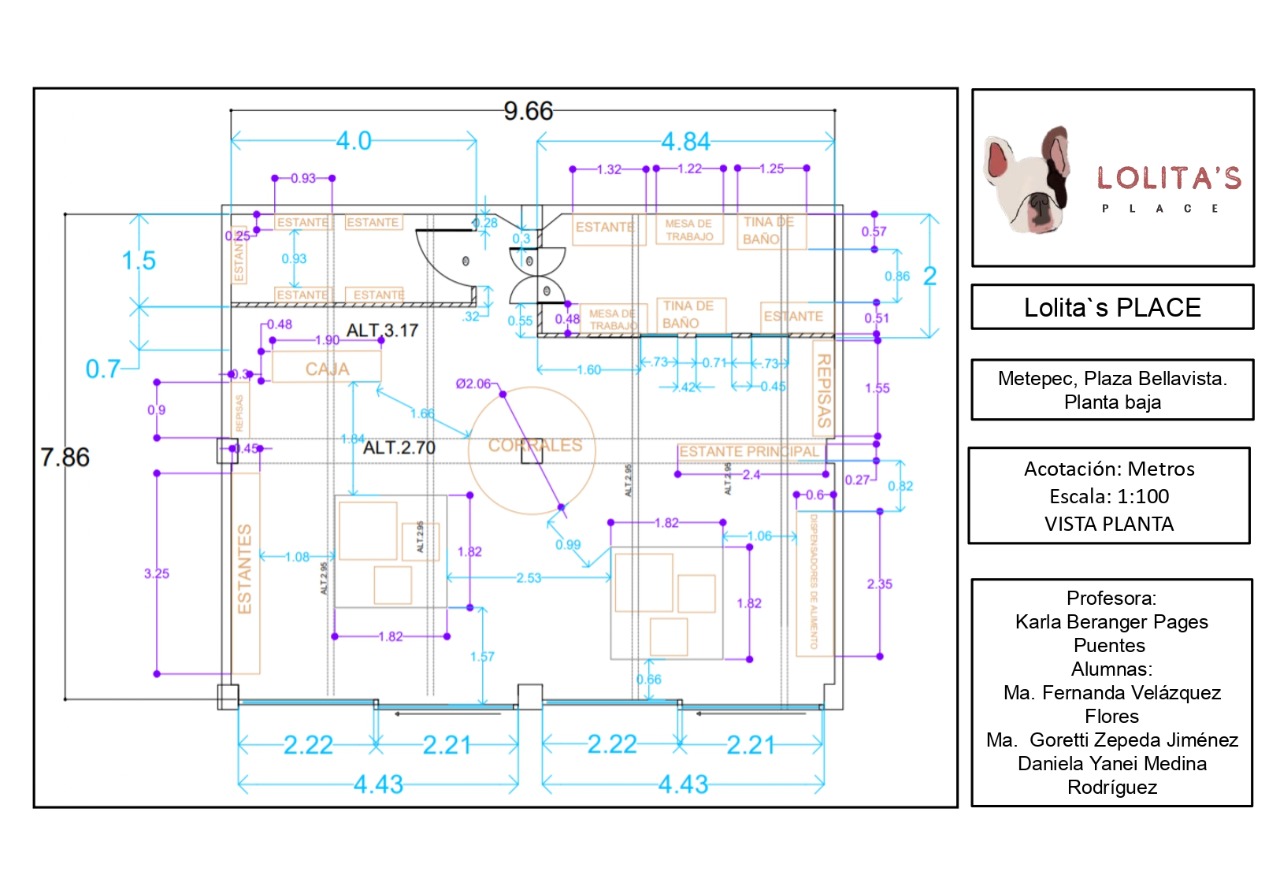 9.66
4.0
4.84
0.93
1.32
1.22
1.25
ESTANTE
ESTANTE
0.28
0.3
ESTANTE
MESA DE
TRABAJO
TINA DE
BAÑO
0.57
0.25
ESTANTE
0.93
1.5
0.86
2
ESTANTE
ESTANTE
.32
0.55
0.48
MESA DE
TRABAJO
TINA DE
BAÑO
ESTANTE
0.51
0.48
ALT.3.17
1.90
0.7
CAJA
0.3
REPISAS
0.9
1.66
Ø2.06
1.60
.73
0.71
.73
.42
0.45
REPISAS
1.55
1.84
ALT.2.70
CORRALES
ESTANTE PRINCIPAL
7.86
0.45
ALT.2.95
ALT.2.95
2.4
0.27
0.82
0.6
ESTANTES
3.25
1.08
ALT.2.95
ALT.2.95
1.82
1.82
0.99
2.53
1.82
1.06
1.82
DISPENSADORES DE ALIMENTO
2.35
1.57
0.66
2.22
2.21
2.22
2.21
4.43
4.43
LOLITA'S
PLACE
Lolita`s PLACE
Metepec, Plaza Bellavista.
Planta baja
Acotación: Metros
Escala: 1:100
VISTA PLANTA
Profesora:
Karla Beranger Pages
Puentes
Alumnas:
Ma. Fernanda Velázquez
Flores
Ma. Goretti Zepeda Jiménez
Daniela Yanei Medina
Rodríguez